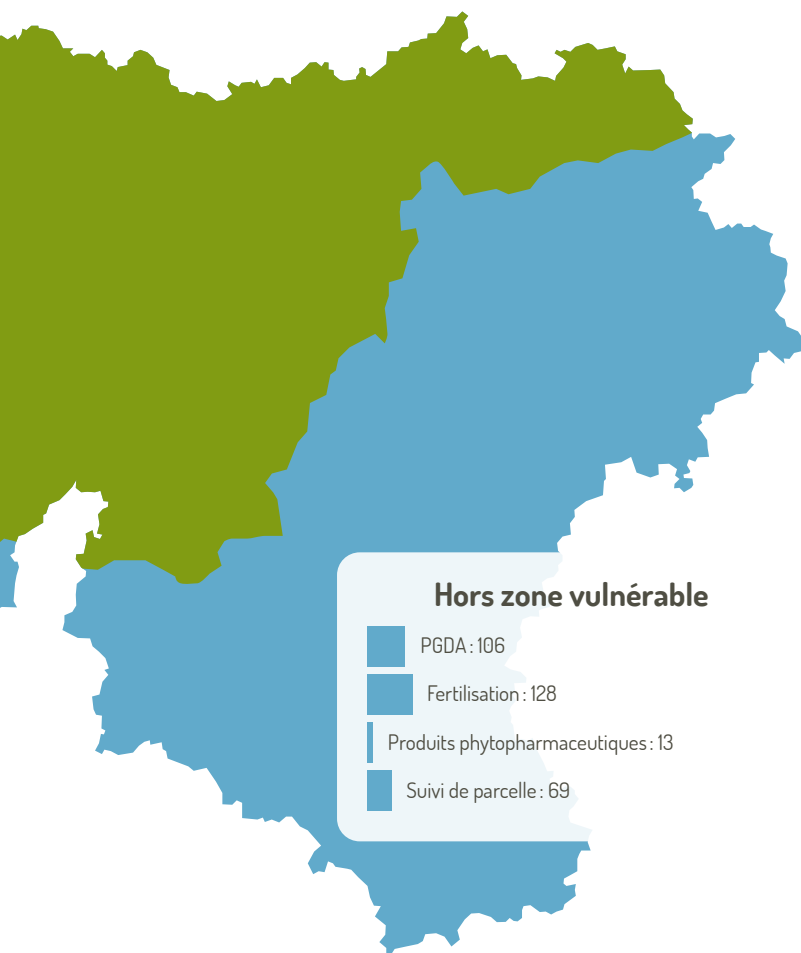 Hors zone vulnérable
PGDA : 106
Fertilisation : 128
Produits phytopharmaceutiques : 13
Suivi de parcelle : 69